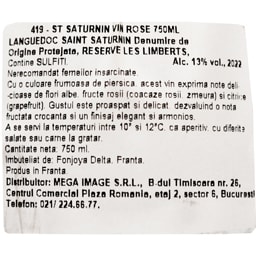 419 - ST SATURNIN VIN ROSE 750ML
LANGUEDOC SAINT SATURNIN Denumire de
Origine Protejata, RESERVE LES LIMBERTS,
Contine SULFITI. Alc. 13% vol., 2022
Nerecomandat femeilor insarcinate.
Cu o culoare frumoasa de piersica, acest vin exprima note deli
cioase de flori albe, fructe rosii (coacaze rosii, zmeura) si citrice
(grapefruit). Gustul este proaspat si delicat, dezvolta o nota
fructata crocanta si un finisaj elegant si armonios.
A se servi la temperaturi intre 10° si 12°C, ca aperitiv, cu diferite
salate sau carne la gratar.
Cantitate neta: 750 ml.
Imbuteliat de: Fonjoya Delta, Franta.
Produs in Franta.
Distribuitor: MEGA IMAGE S.R.L., B-dul Timisoara nr. 26,
Centrul Comercial Plaza Romania, etaj 2, sector 6, Bucuresti
Telefon: 021/ 224.66.77.